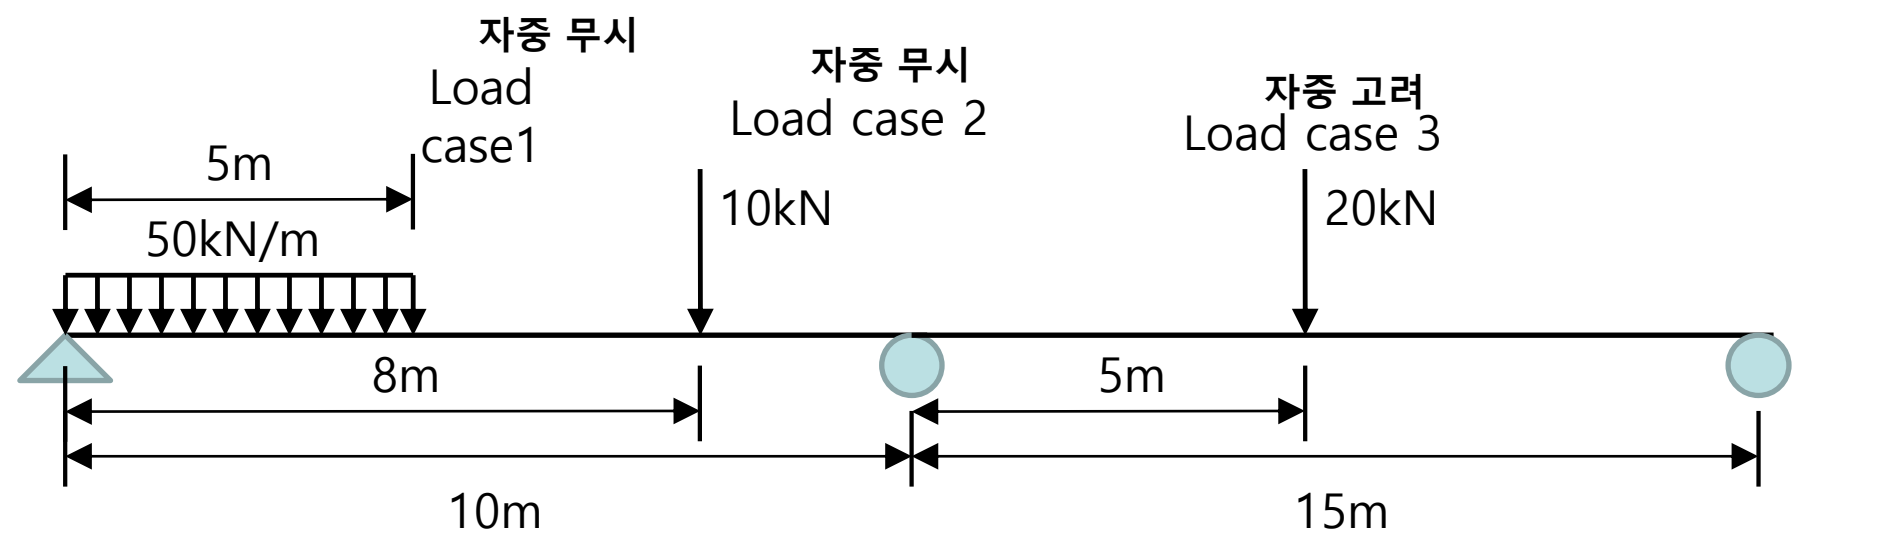 자중 무시
Load
case1
자중 무시
Load case 2
자중 고려
Load case 3
5m
50kN/m
10kN
20kN
8m
5m
10m
15m